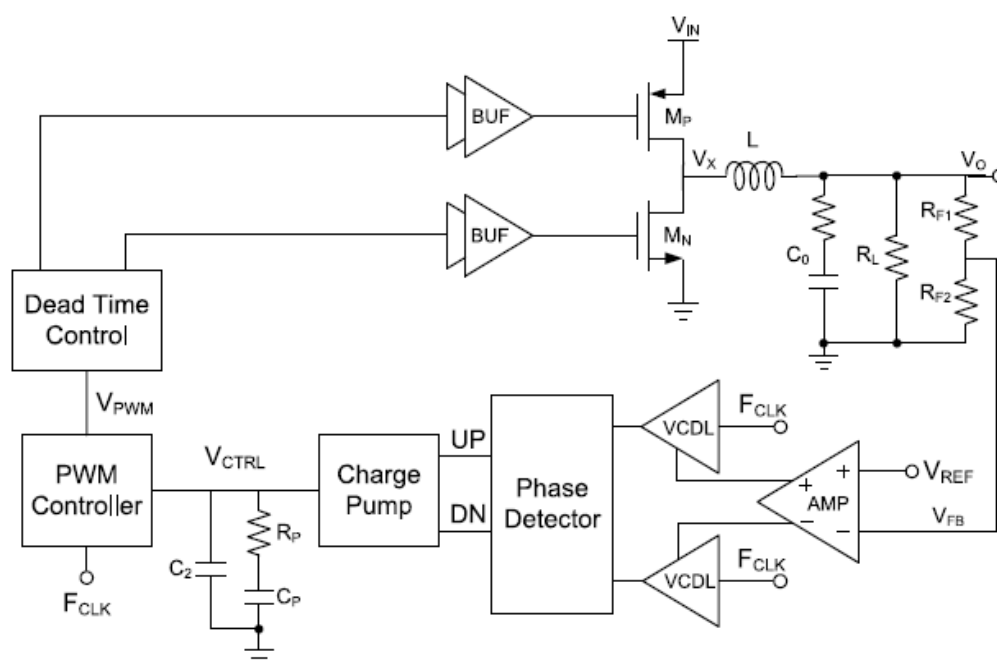 V_IN
BUF
M_P
L
V_X
V_O
BUF
M_N
C_0
R_L
R_F1
R_F2
Dead Time
Control
V_PWM
PWM
Controller
F_CLK
V_CTRL
C_2
R_P
C_P
Charge
Pump
UP
DN
Phase
Detector
VCDL
F_CLK
VCDL
F_CLK
+
−
AMP
+
−
V_REF
V_FB